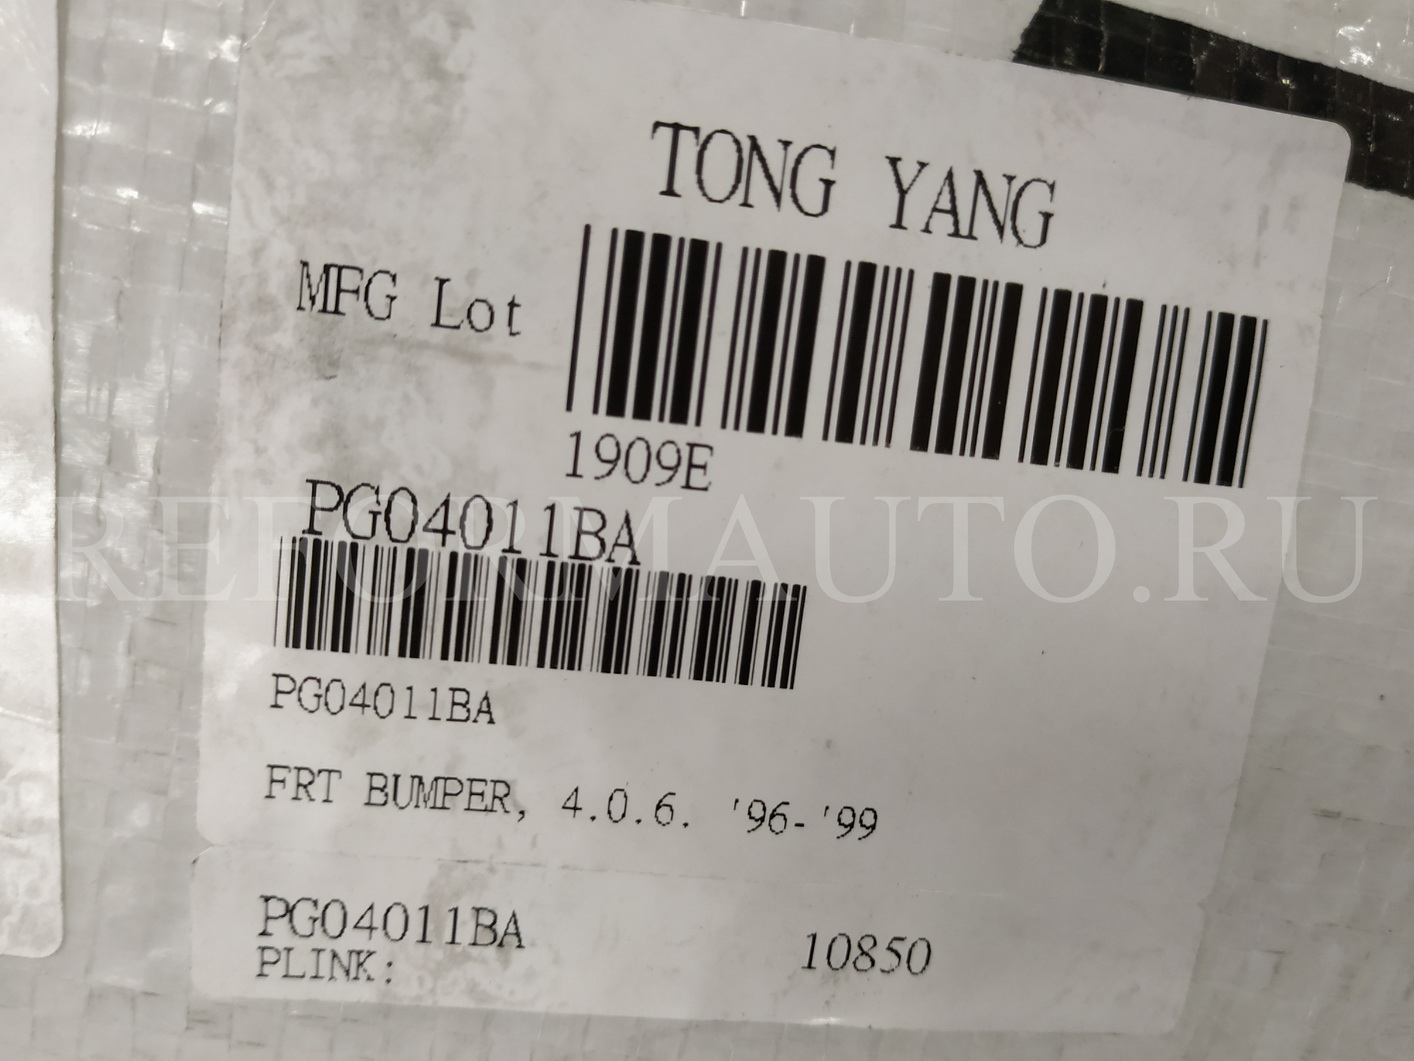 TONG YANG
MFG Lot
1909E
PG04011BA
PG04011BA
FRT BUMPER, 4.0.6. '96-'99
PG04011BA 10850
PLINK:
REFORMAUTO.RU